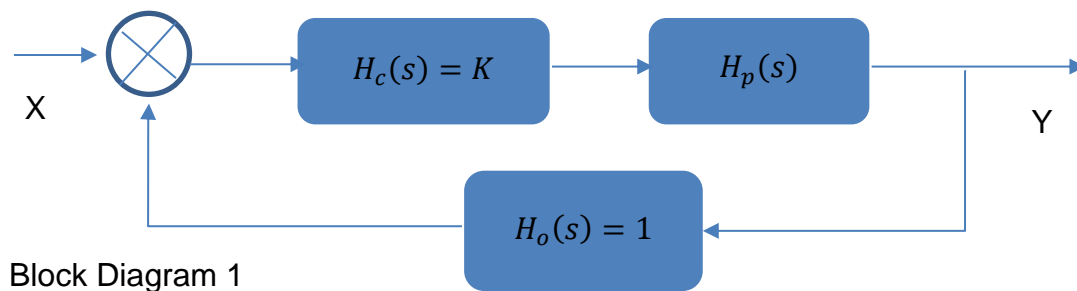 H_c(s) = K
H_p(s)
X
Y
H_o(s) = 1
Block Diagram 1